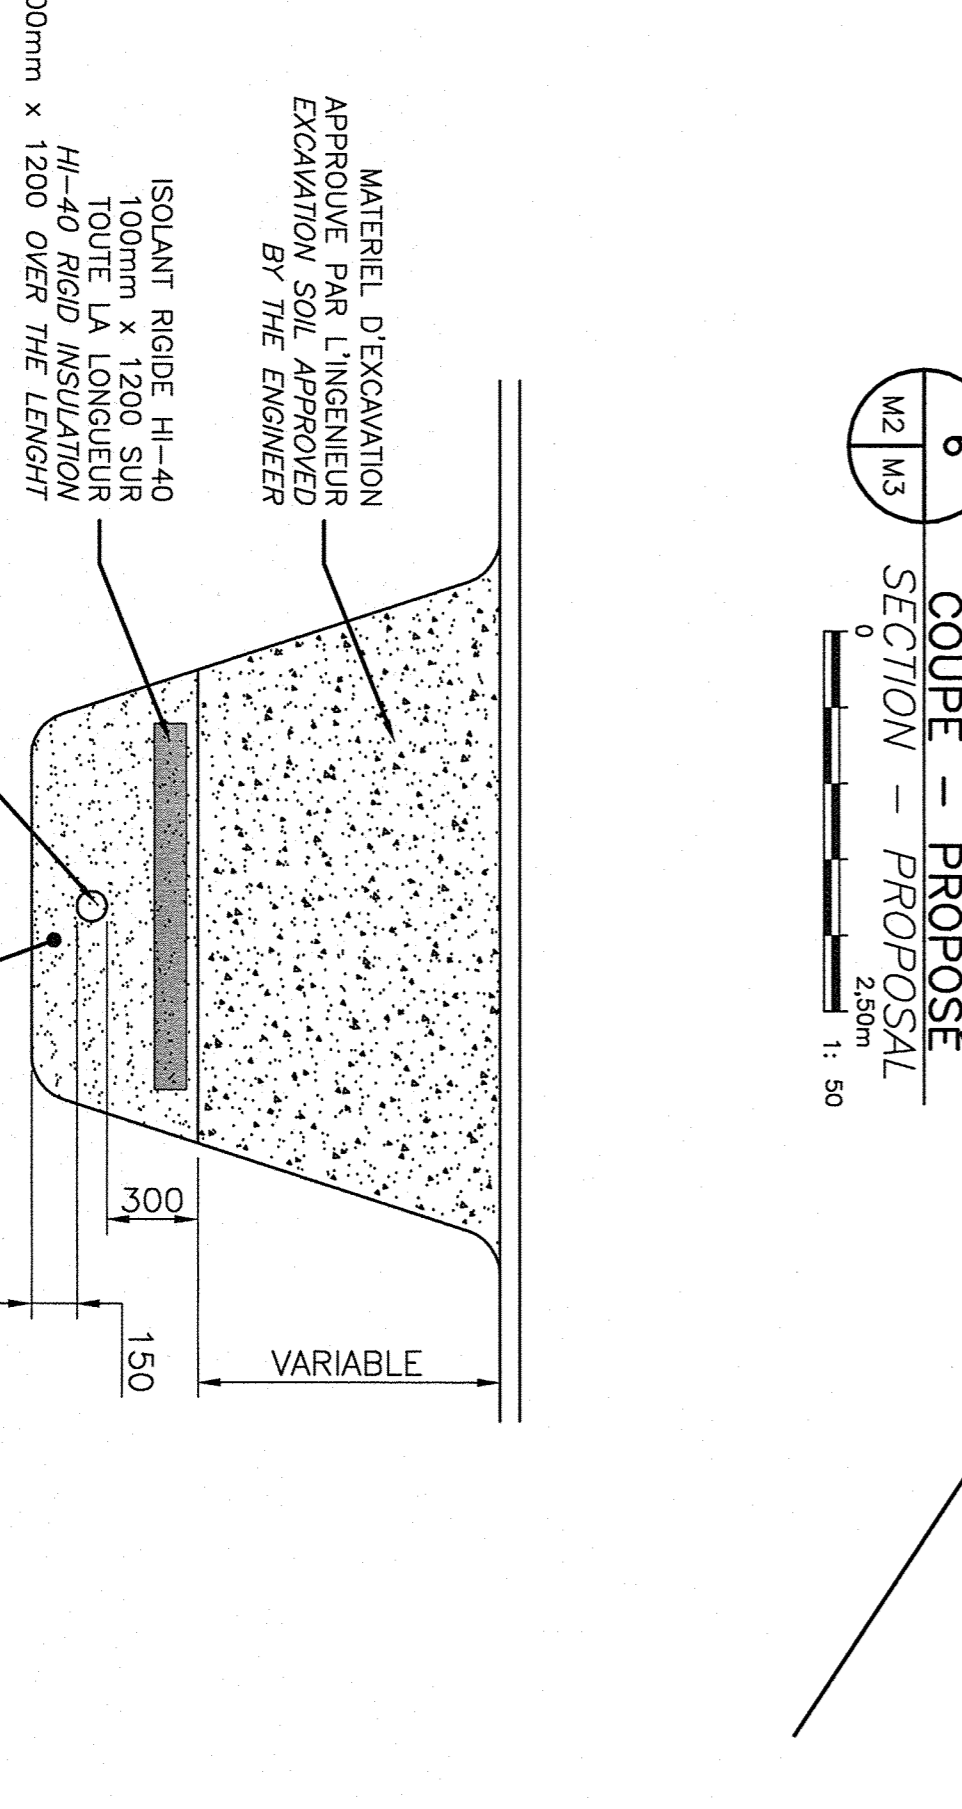 6
M2 M3
COUPE - PROPOSE
SECTION - PROPOSAL
0
2,50m
1: 50
MATERIEL D'EXCAVATION
APPROUVE PAR L'INGENIEUR
EXCAVATION SOIL APPROVED
BY THE ENGINEER
ISOLANT RIGIDE HI-40
100mm x 1200 SUR
TOUTE LA LONGUEUR
HI-40 RIGID INSULATION
00mm x 1200 OVER THE LENGHT
VARIABLE
300
150